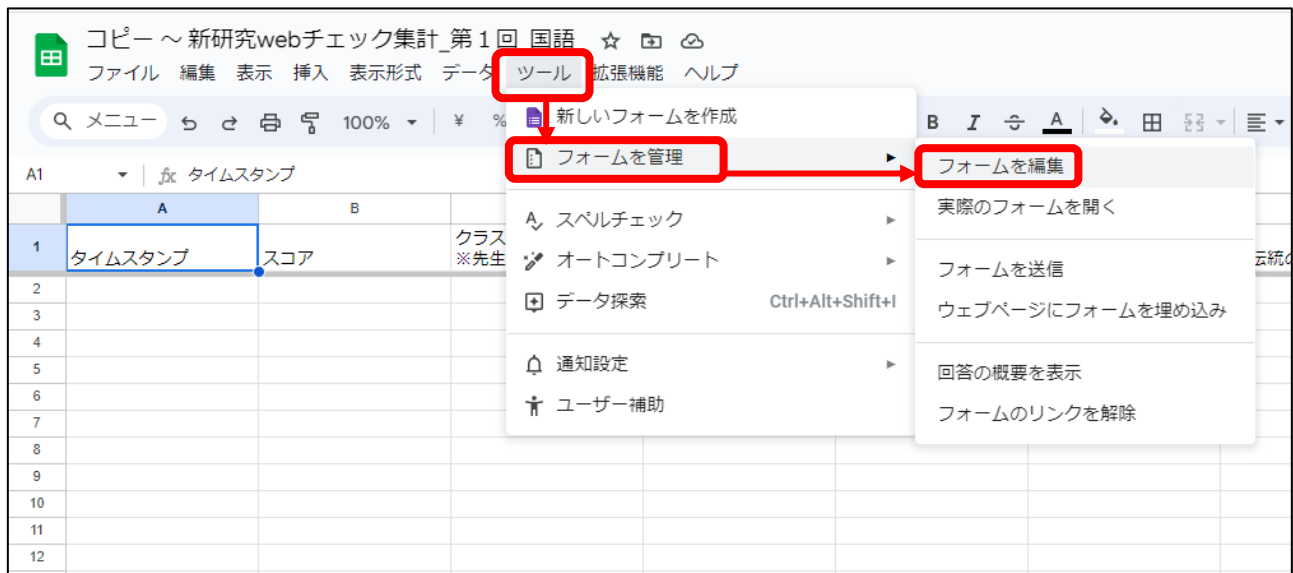 コピー ～ 新研究webチェック集計_第１回_国語
ファイル 編集 表示 挿入 表示形式 データ ツール 拡張機能 ヘルプ
メニュー 100% ¥ % B I A
新しいフォームを作成
フォームを管理
フォームを編集
実際のフォームを開く
フォームを送信
ウェブページにフォームを埋め込み
回答の概要を表示
フォームのリンクを解除
スペルチェック
オートコンプリート
データ探索 Ctrl+Alt+Shift+I
通知設定
ユーザー補助
A1 fx タイムスタンプ
A B
1 タイムスタンプ スコア クラス
※先生
2
3
4
5
6
7
8
9
10
11
12